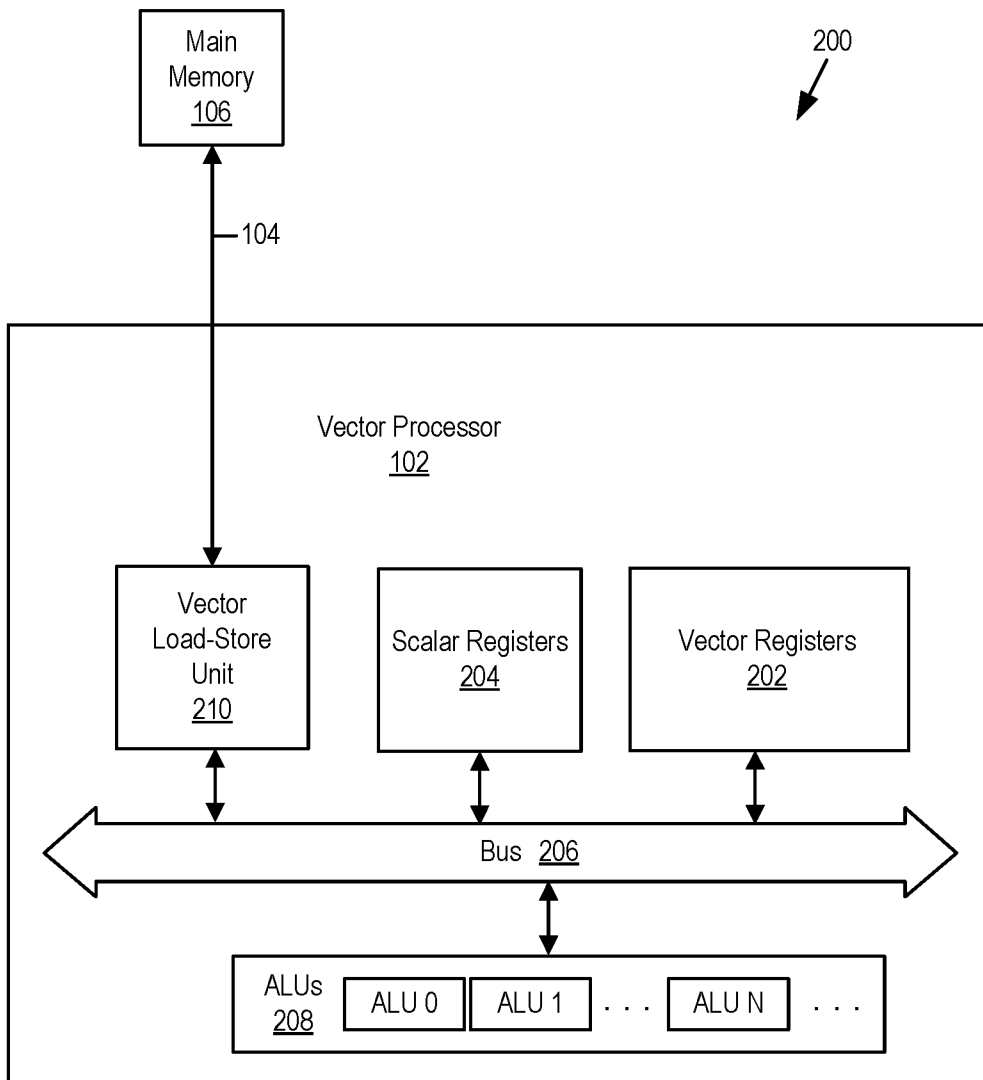 Main
Memory
106
200
104
Vector Processor
102
Vector
Load-Store
Unit
210
Scalar Registers
204
Vector Registers
202
Bus 206
ALUs
208
ALU 0
ALU 1
. . .
ALU N
. . .